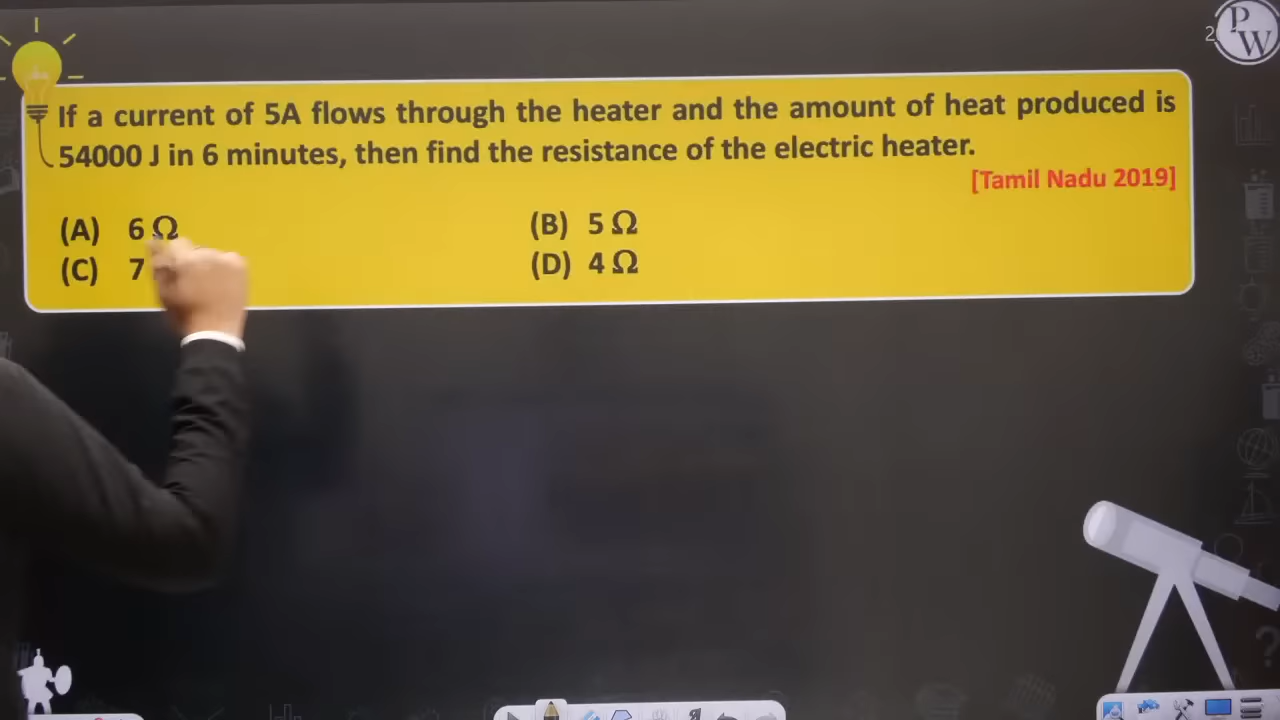 P
W
If a current of 5A flows through the heater and the amount of heat produced is
54000 J in 6 minutes, then find the resistance of the electric heater.
[Tamil Nadu 2019]
(A) 6 Ω
(B) 5 Ω
(C) 7
(D) 4 Ω